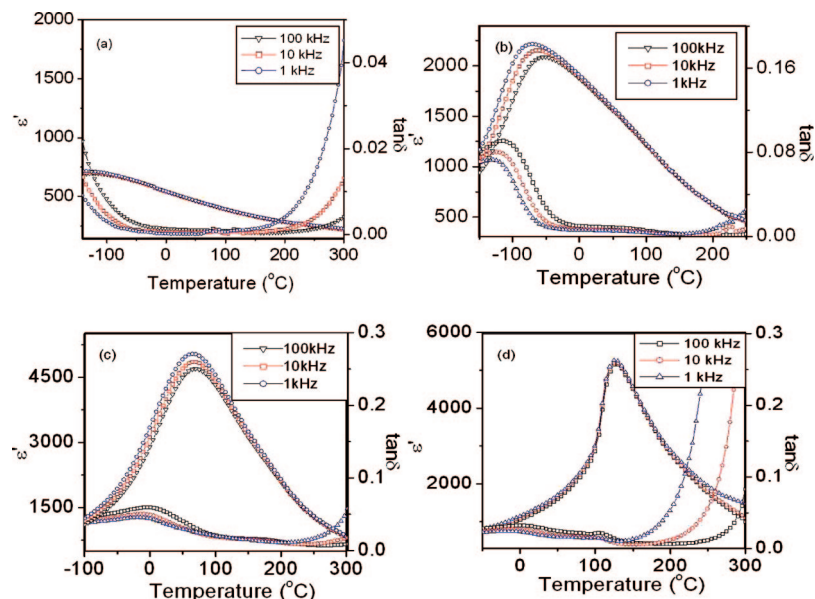 (a)
100 kHz
10 kHz
1 kHz
2000
1500
1000
500
ε'
0.04
0.02
0.00
tanδ
-100 0 100 200 300
Temperature (°C)
(b)
100kHz
10kHz
1kHz
2200
1800
1400
1000
600
ε'
0.16
0.08
0.00
tanδ
-100 0 100 200
Temperature (°C)
(c)
100kHz
10kHz
1kHz
4500
3000
1500
ε'
0.3
0.2
0.1
0.0
tanδ
-100 0 100 200 300
Temperature (°C)
(d)
100 kHz
10 kHz
1 kHz
6000
4000
2000
ε'
0.3
0.2
0.1
0.0
tanδ
0 100 200 300
Temperature (°C)